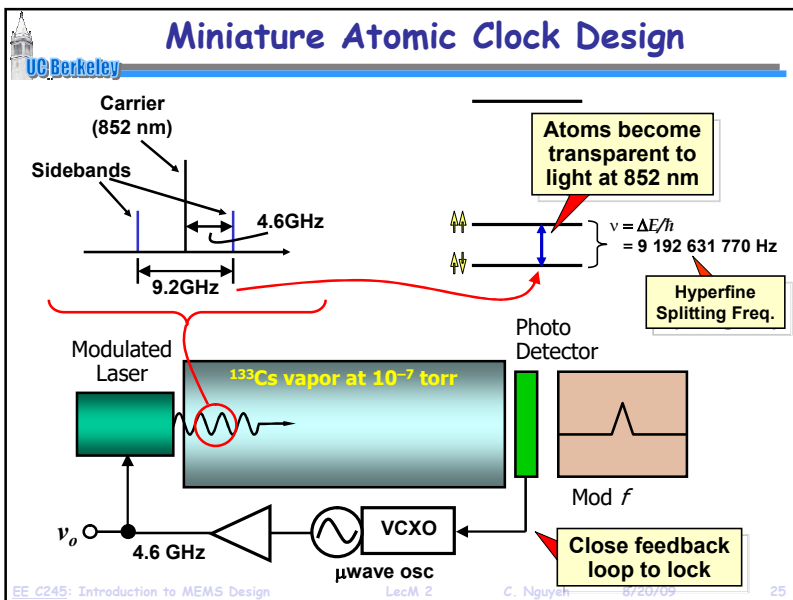 Miniature Atomic Clock Design
UC Berkeley
Carrier
(852 nm)
Sidebands
4.6GHz
9.2GHz
Atoms become
transparent to
light at 852 nm
ν = ΔE/ℏ
= 9 192 631 770 Hz
Hyperfine
Splitting Freq.
Modulated
Laser
133Cs vapor at 10–7 torr
Photo
Detector
Mod f
vo
4.6 GHz
VCXO
μwave osc
Close feedback
loop to lock
EE C245: Introduction to MEMS Design LecM 2 C. Nguyen 8/20/09 25